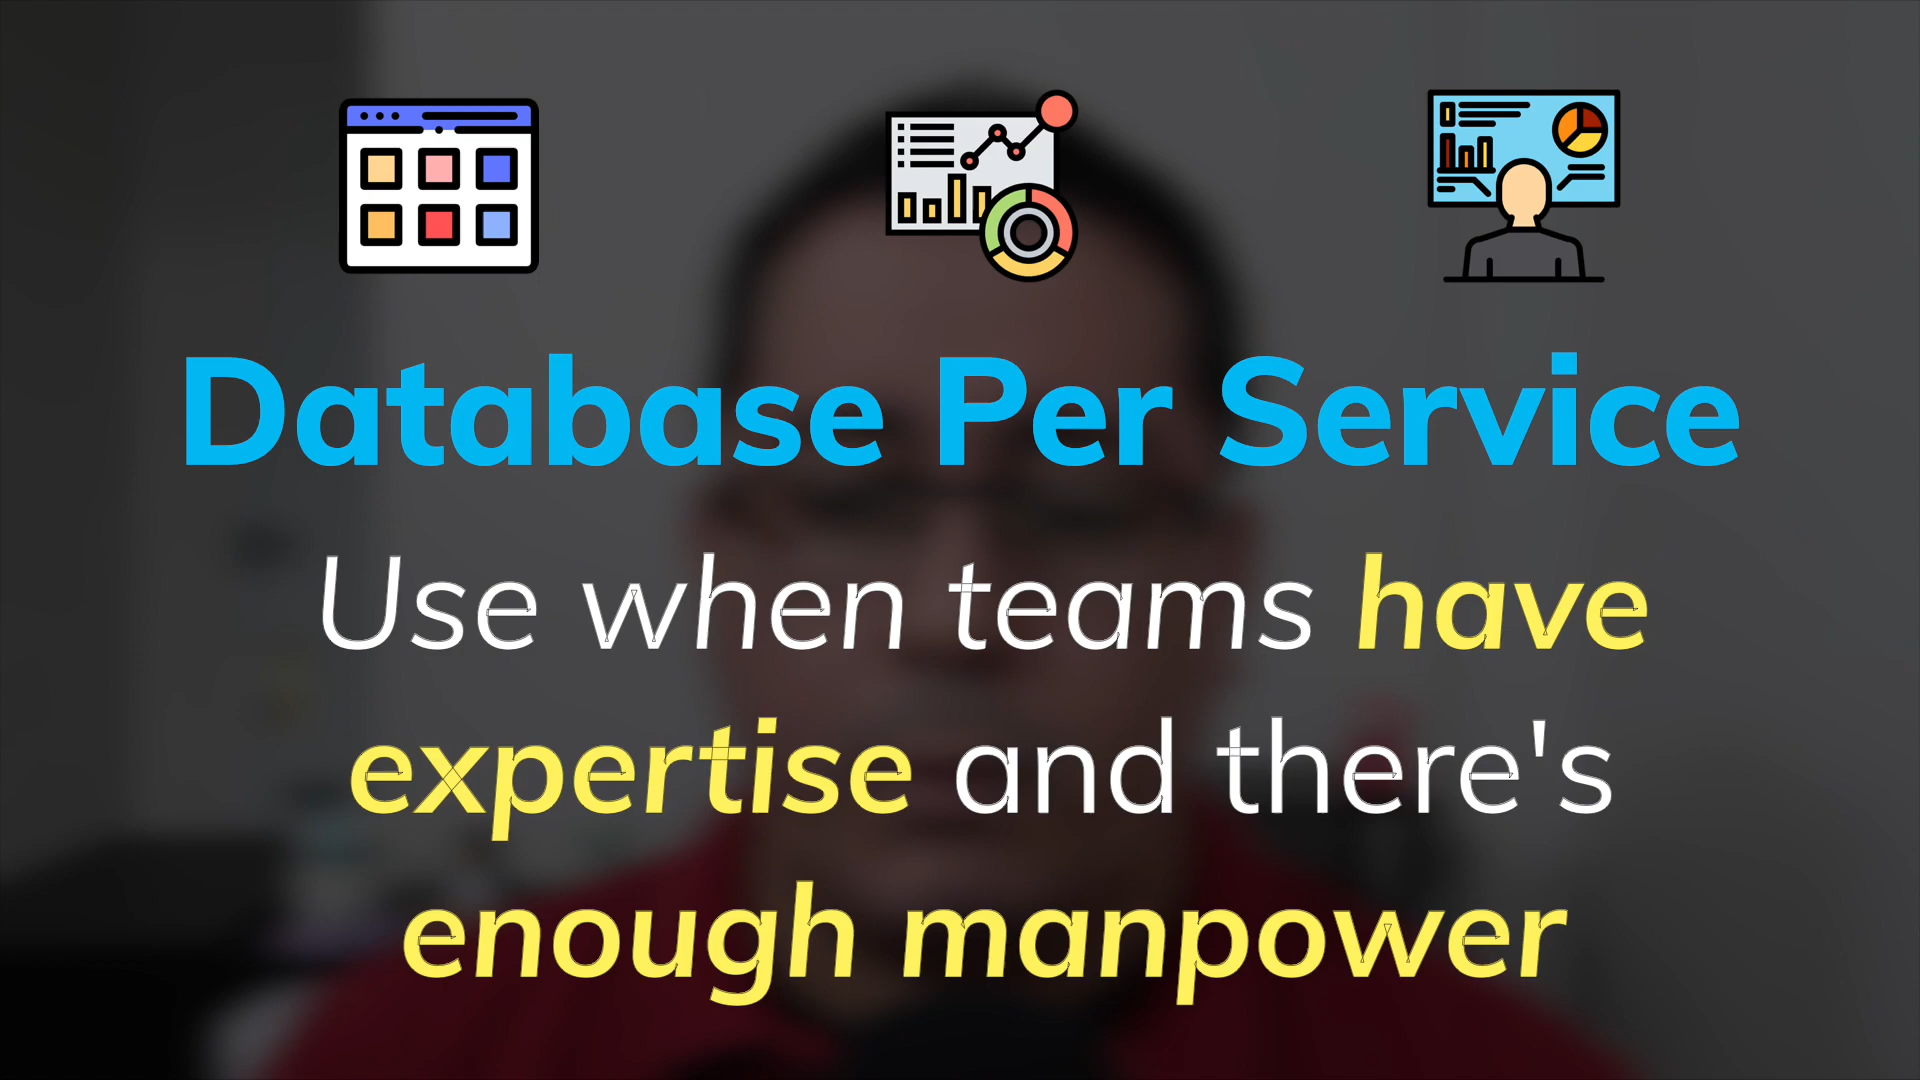 Database Per Service
Use when teams have
expertise and there's
enough manpower